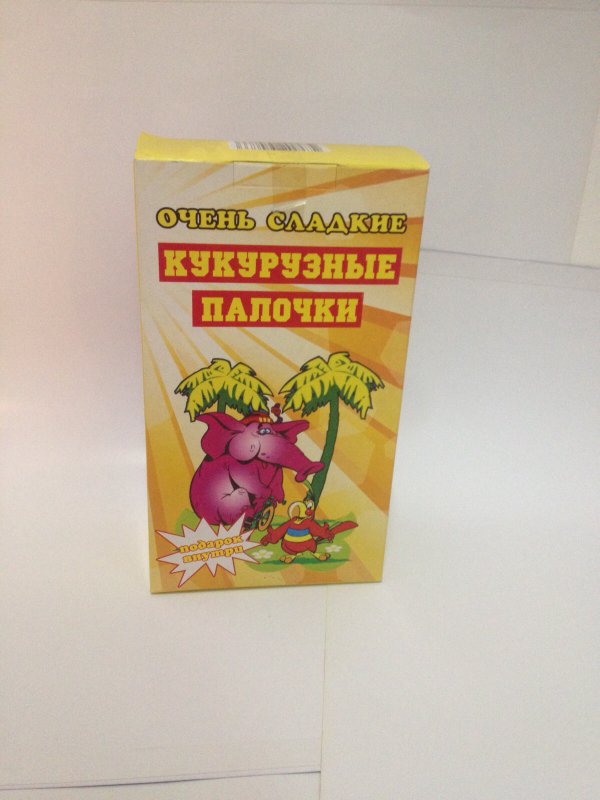 ОЧЕНЬ СЛАДКИЕ
КУКУРУЗНЫЕ
ПАЛОЧКИ
подарок
внутри